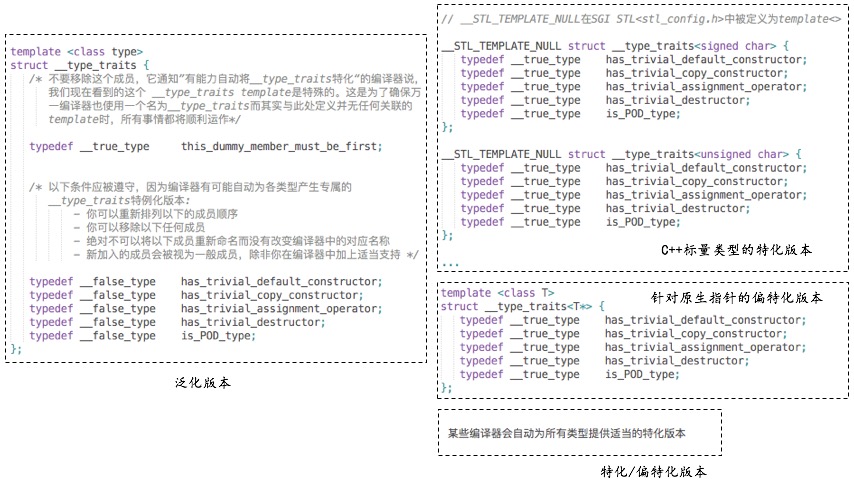 template <class type>
struct __type_traits {
/* 不要移除这个成员，它通知”有能力自动将__type_traits特化“的编译器说，
我们现在看到的这个 __type_traits template是特殊的。这是为了确保万
一编译器也使用一个名为__type_traits而其实与此处定义并无任何关联的
template时，所有事情都将顺利运作*/
typedef __true_type this_dummy_member_must_be_first;
/* 以下条件应被遵守，因为编译器有可能自动为各类型产生专属的
__type_traits特例化版本:
- 你可以重新排列以下的成员顺序
- 你可以移除以下任何成员
- 绝对不可以将以下成员重新命名而没有改变编译器中的对应名称
- 新加入的成员会被视为一般成员，除非你在编译器中加上适当支持 */
typedef __false_type has_trivial_default_constructor;
typedef __false_type has_trivial_copy_constructor;
typedef __false_type has_trivial_assignment_operator;
typedef __false_type has_trivial_destructor;
typedef __false_type is_POD_type;
};
泛化版本
// __STL_TEMPLATE_NULL在SGI STL<stl_config.h>中被定义为template<>
__STL_TEMPLATE_NULL struct __type_traits<signed char> {
typedef __true_type has_trivial_default_constructor;
typedef __true_type has_trivial_copy_constructor;
typedef __true_type has_trivial_assignment_operator;
typedef __true_type has_trivial_destructor;
typedef __true_type is_POD_type;
};
__STL_TEMPLATE_NULL struct __type_traits<unsigned char> {
typedef __true_type has_trivial_default_constructor;
typedef __true_type has_trivial_copy_constructor;
typedef __true_type has_trivial_assignment_operator;
typedef __true_type has_trivial_destructor;
typedef __true_type is_POD_type;
};
C++标量类型的特化版本
...
template <class T>
针对原生指针的偏特化版本
struct __type_traits<T*> {
typedef __true_type has_trivial_default_constructor;
typedef __true_type has_trivial_copy_constructor;
typedef __true_type has_trivial_assignment_operator;
typedef __true_type has_trivial_destructor;
typedef __true_type is_POD_type;
};
某些编译器会自动为所有类型提供适当的特化版本
特化/偏特化版本